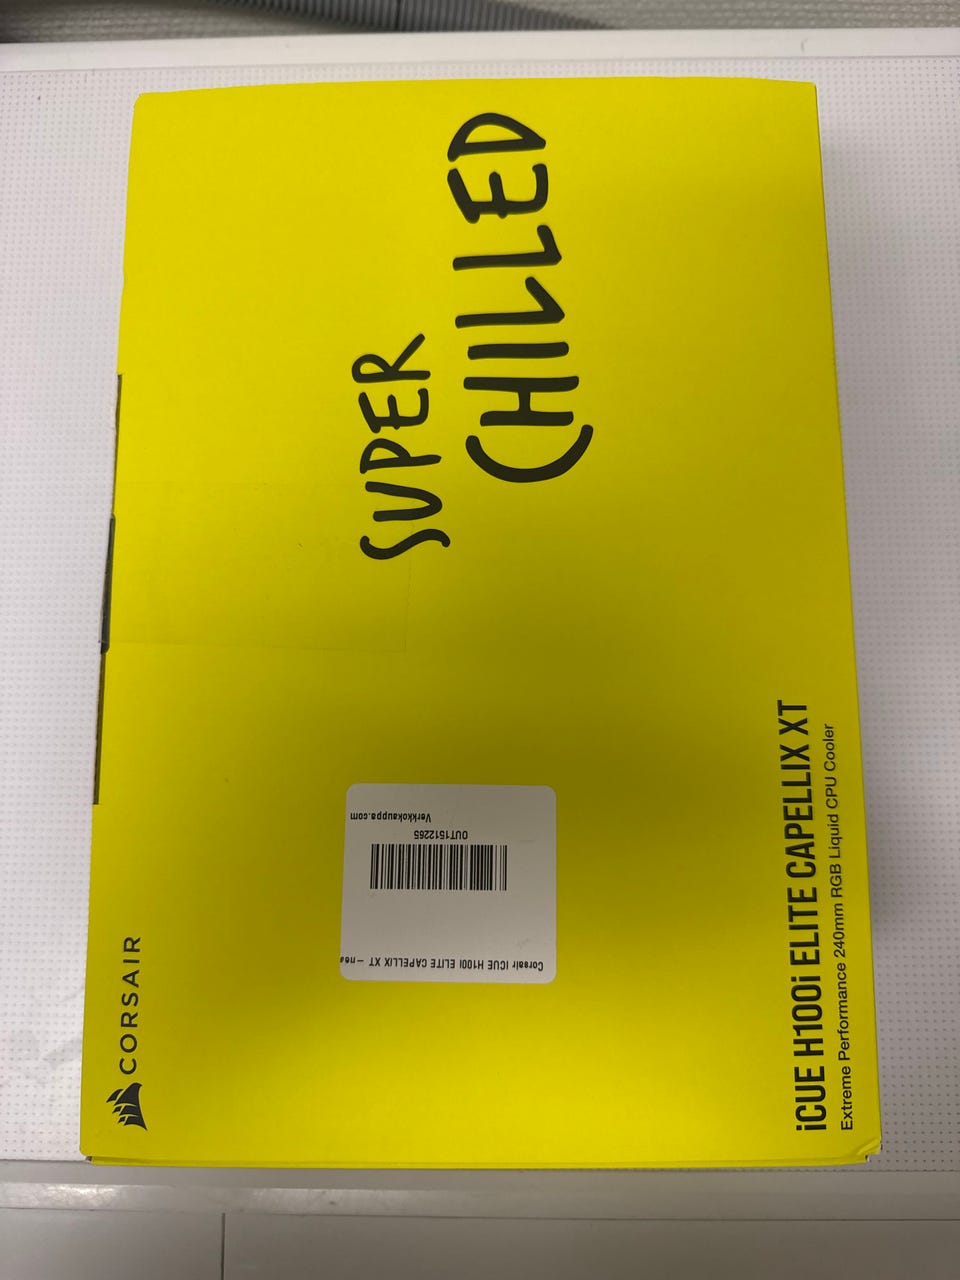 SUPER
CHILLED
CORSAIR
iCUE H100i ELITE CAPELLIX XT
Extreme Performance 240mm RGB Liquid CPU Cooler
Corsair iCUE H100i ELITE CAPELLIX XT – nes
OUT1512265
Verkkokauppa.com